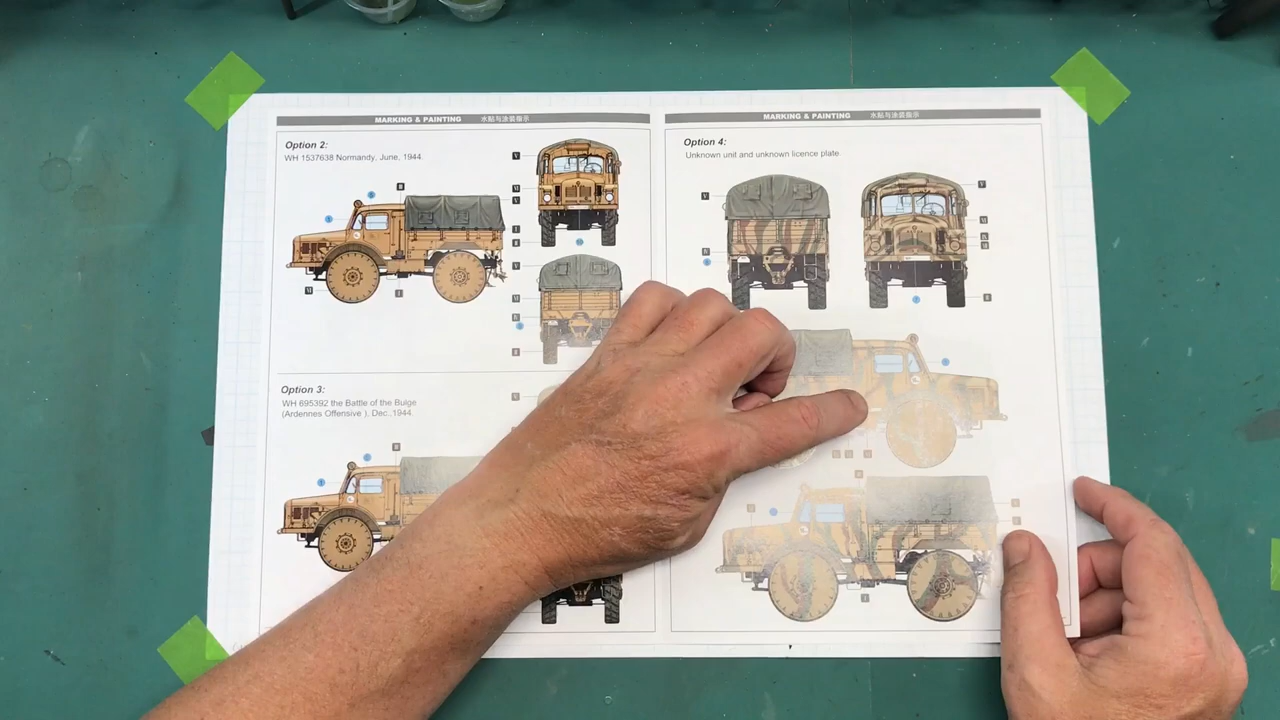 MARKING & PAINTING 水贴与涂装指示
Option 2:
WH 1537638 Normandy, June, 1944.
Option 3:
WH 695392 the Battle of the Bulge
(Ardennes Offensive ). Dec.,1944.
MARKING & PAINTING 水贴与涂装指示
Option 4:
Unknown unit and unknown licence plate.